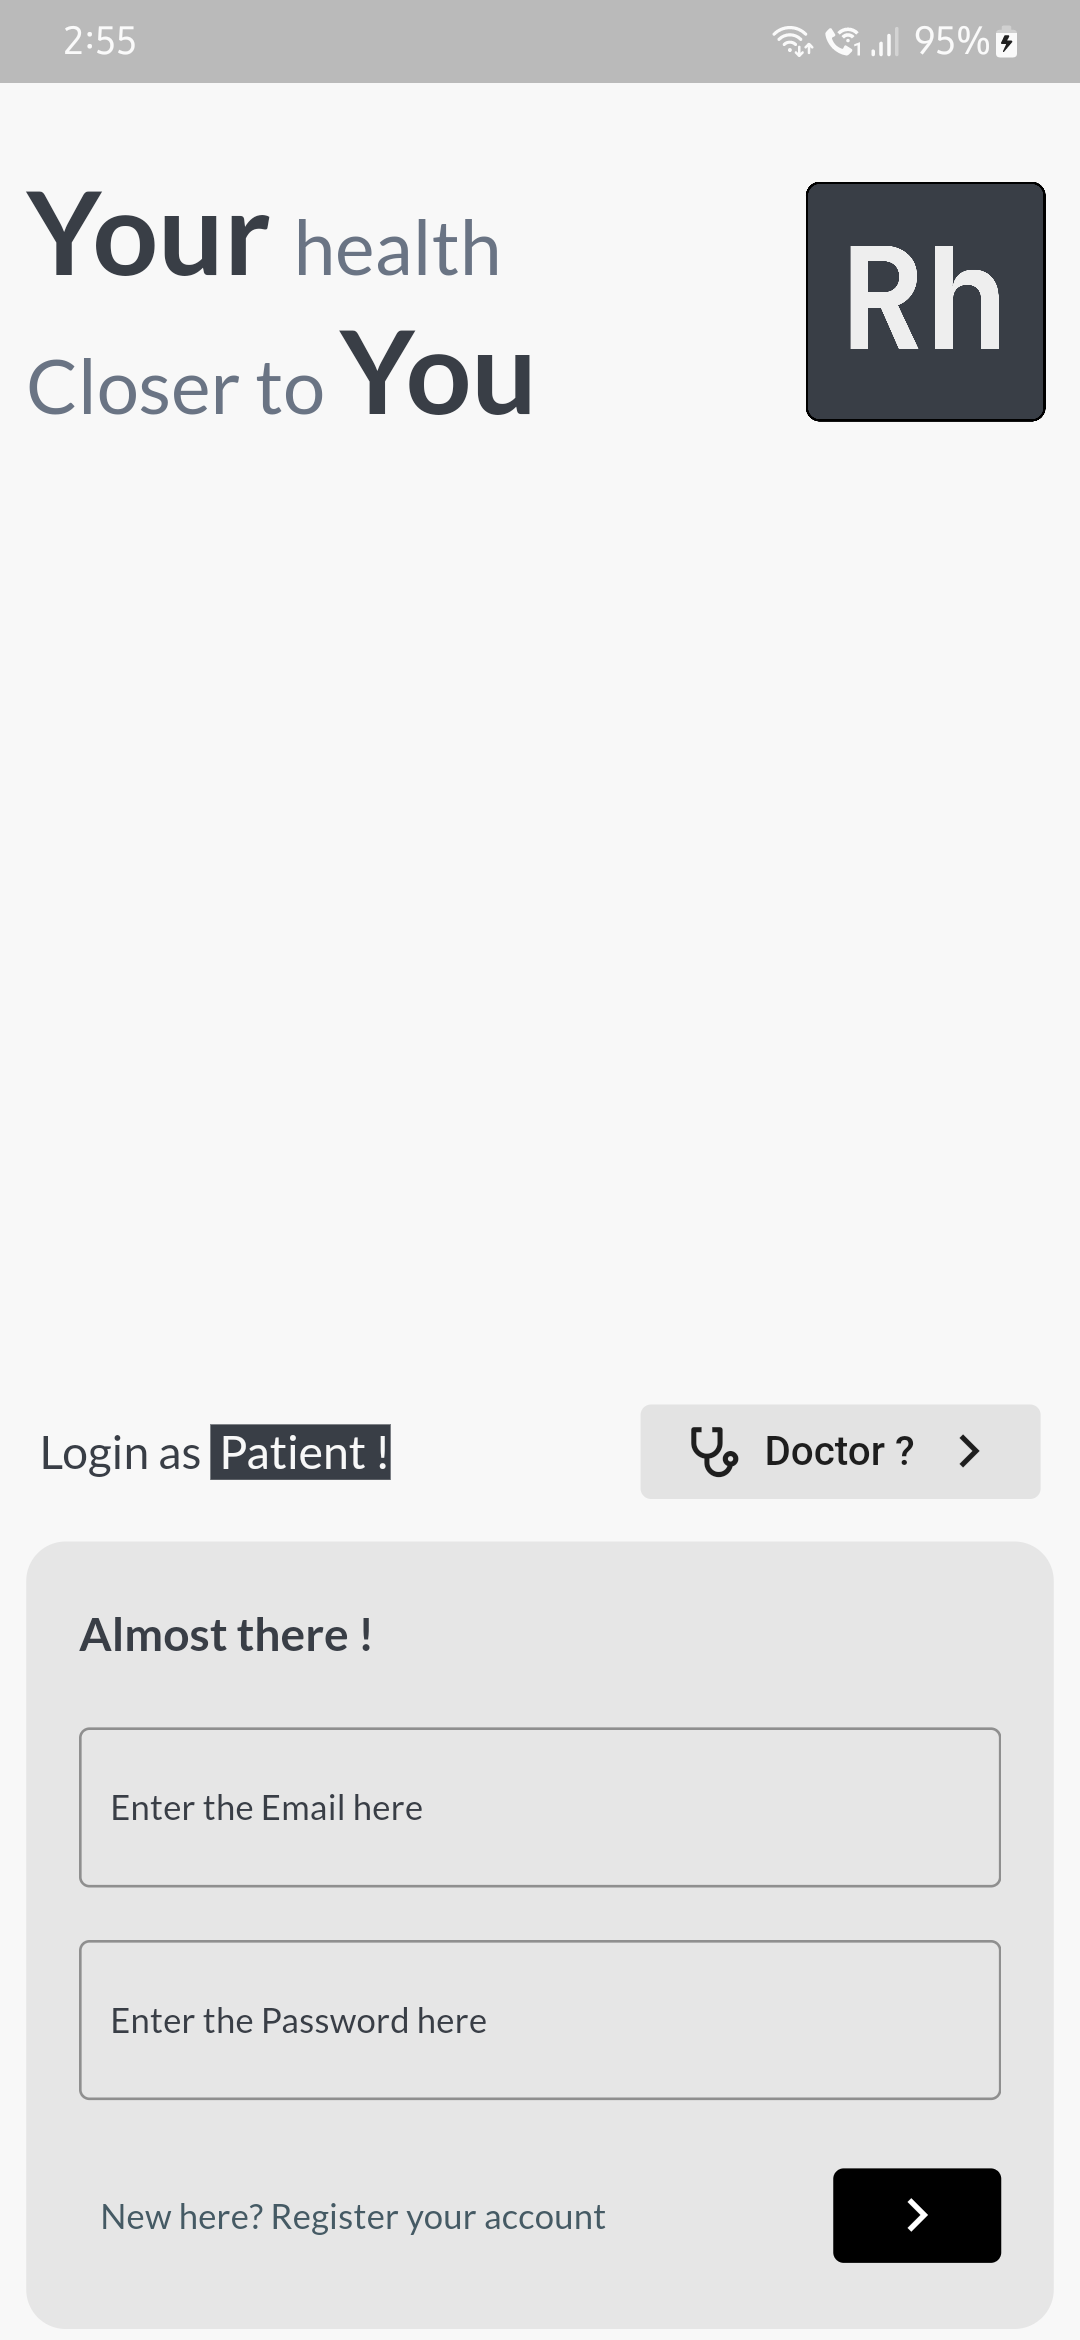 2:55 1 95%
Your health
Closer to You
Rh
Login as Patient !
Doctor ?
Almost there !
Enter the Email here
Enter the Password here
New here? Register your account